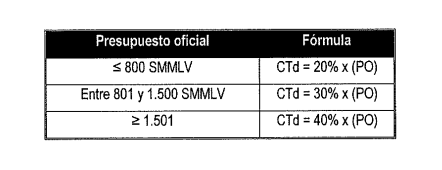 Presupuesto oficial Fórmula
≤ 800 SMMLV CTd = 20% x (PO)
Entre 801 y 1.500 SMMLV CTd = 30% x (PO)
≥ 1.501 CTd = 40% x (PO)